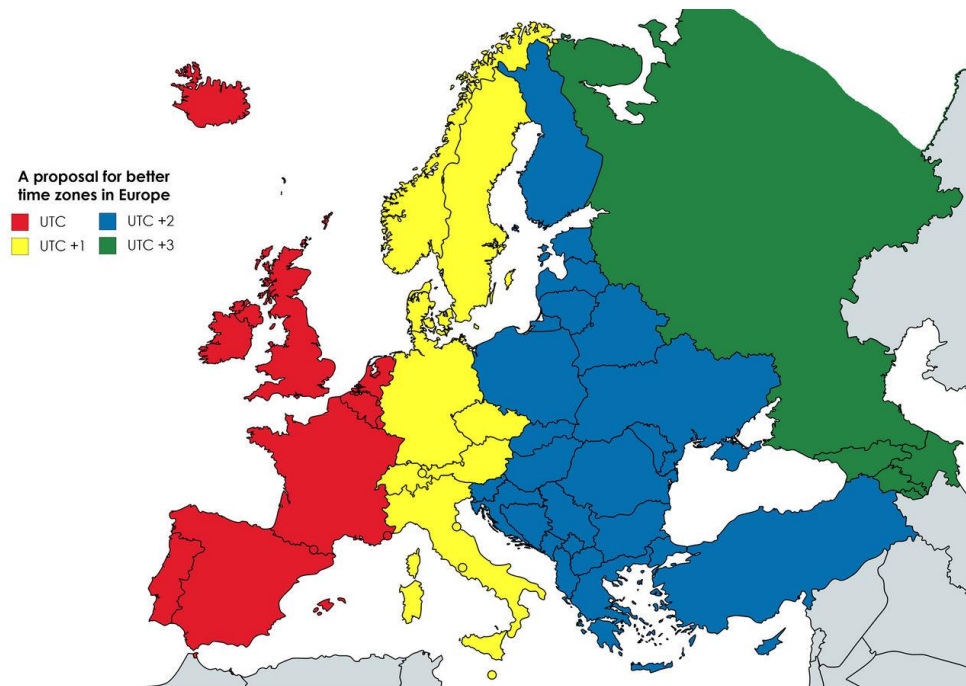 A proposal for better
time zones in Europe
UTC
UTC +2
UTC +1
UTC +3